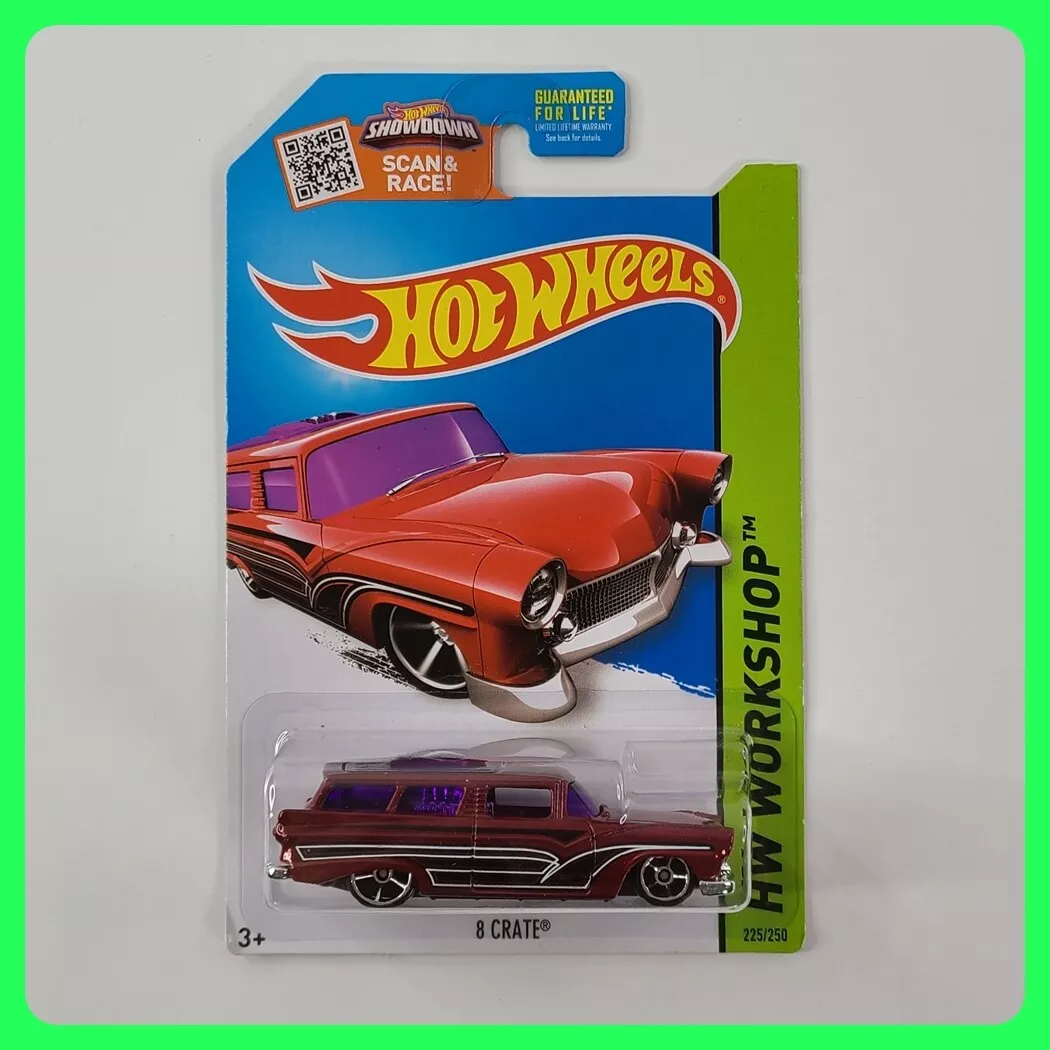 HOT WHEELS
SHOWDOWN™
SCAN &
RACE!
GUARANTEED
FOR LIFE*
LIMITED LIFETIME WARRANTY.
See back for details.
HOT WHEELS®
HW WORKSHOP™
8 CRATE®
3+
225/250